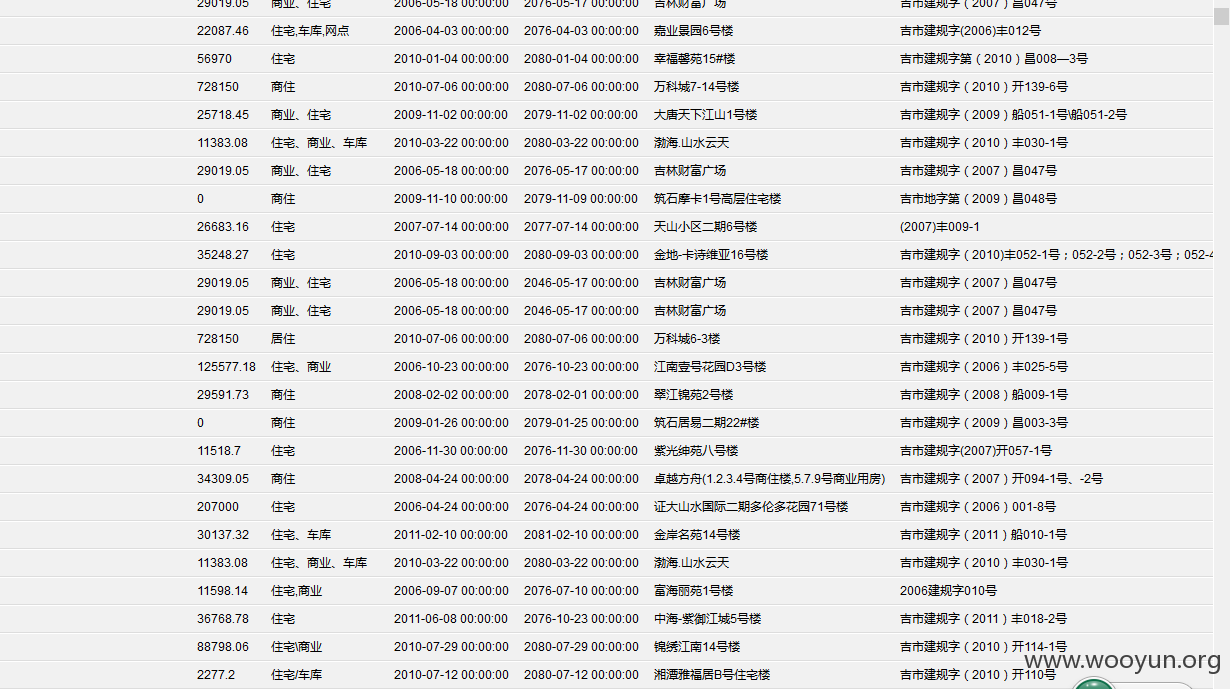 29019.05 商业、住宅 2006-05-18 00:00:00 2076-05-17 00:00:00 吉林财富广场 吉市建规字（2007）昌047号
22087.46 住宅,车库,网点 2006-04-03 00:00:00 2076-04-03 00:00:00 嘉业景园6号楼 吉市建规字(2006)丰012号
56970 住宅 2010-01-04 00:00:00 2080-01-04 00:00:00 幸福馨苑15#楼 吉市建规字第（2010）昌008—3号
728150 商住 2010-07-06 00:00:00 2080-07-06 00:00:00 万科城7-14号楼 吉市建规字（2010）开139-6号
25718.45 商业、住宅 2009-11-02 00:00:00 2079-11-02 00:00:00 大唐天下江山1号楼 吉市建规字（2009）船051-1号\船051-2号
11383.08 住宅、商业、车库 2010-03-22 00:00:00 2080-03-22 00:00:00 渤海.山水云天 吉市建规字（2010）丰030-1号
29019.05 商业、住宅 2006-05-18 00:00:00 2076-05-17 00:00:00 吉林财富广场 吉市建规字（2007）昌047号
0 商住 2009-11-10 00:00:00 2079-11-09 00:00:00 筑石摩卡1号高层住宅楼 吉市地字第（2009）昌048号
26683.16 住宅 2007-07-14 00:00:00 2077-07-14 00:00:00 天山小区二期6号楼 (2007)丰009-1
35248.27 住宅 2010-09-03 00:00:00 2080-09-03 00:00:00 金地-卡诗维亚16号楼 吉市建规字（2010)丰052-1号；052-2号；052-3号；052-4
29019.05 商业、住宅 2006-05-18 00:00:00 2046-05-17 00:00:00 吉林财富广场 吉市建规字（2007）昌047号
29019.05 商业、住宅 2006-05-18 00:00:00 2046-05-17 00:00:00 吉林财富广场 吉市建规字（2007）昌047号
728150 居住 2010-07-06 00:00:00 2080-07-06 00:00:00 万科城6-3楼 吉市建规字（2010）开139-1号
125577.18 住宅、商业 2006-10-23 00:00:00 2076-10-23 00:00:00 江南壹号花园D3号楼 吉市建规字（2006）丰025-5号
29591.73 商住 2008-02-02 00:00:00 2078-02-01 00:00:00 翠江锦苑2号楼 吉市建规字（2008）船009-1号
0 商住 2009-01-26 00:00:00 2079-01-25 00:00:00 筑石居易二期22#楼 吉市建规字（2009）昌003-3号
11518.7 住宅 2006-11-30 00:00:00 2076-11-30 00:00:00 紫光绅苑八号楼 吉市建规字(2007)开057-1号
34309.05 商住 2008-04-24 00:00:00 2078-04-24 00:00:00 卓越方舟(1.2.3.4号商住楼,5.7.9号商业用房) 吉市建规字（2007）开094-1号、-2号
207000 住宅 2006-04-24 00:00:00 2076-04-24 00:00:00 证大山水国际二期多伦多花园71号楼 吉市建规字（2006）001-8号
30137.32 住宅、车库 2011-02-10 00:00:00 2081-02-10 00:00:00 金岸名苑14号楼 吉市建规字（2011）船010-1号
11383.08 住宅、商业、车库 2010-03-22 00:00:00 2080-03-22 00:00:00 渤海.山水云天 吉市建规字（2010）丰030-1号
11598.14 住宅,商业 2006-09-07 00:00:00 2076-07-10 00:00:00 富海丽苑1号楼 2006建规字010号
36768.78 住宅 2011-06-08 00:00:00 2076-10-23 00:00:00 中海-紫御江城5号楼 吉市建规字（2011）丰018-2号
88798.06 住宅\商业 2010-07-29 00:00:00 2080-07-29 00:00:00 锦绣江南14号楼 吉市建规字（2010）开114-1号
www.wooyun.org
2277.2 住宅/车库 2010-07-12 00:00:00 2080-07-12 00:00:00 湘潭雅福居B号住宅楼 吉市建规字（2010）开110号